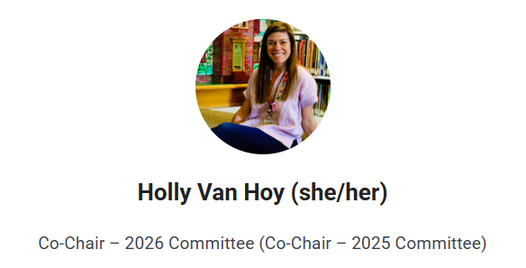 Holly Van Hoy (she/her)
Co-Chair – 2026 Committee (Co-Chair – 2025 Committee)